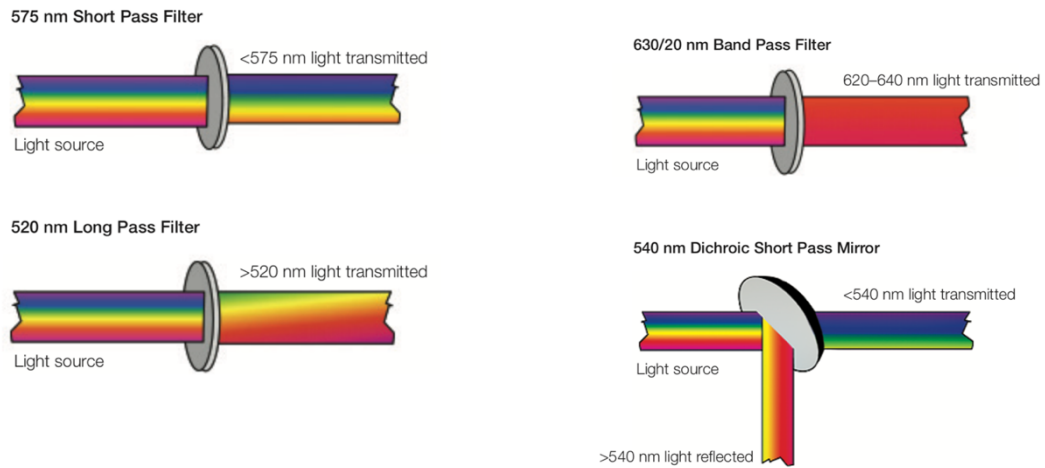 575 nm Short Pass Filter
<575 nm light transmitted
Light source
520 nm Long Pass Filter
>520 nm light transmitted
Light source
630/20 nm Band Pass Filter
620–640 nm light transmitted
Light source
540 nm Dichroic Short Pass Mirror
<540 nm light transmitted
Light source
>540 nm light reflected